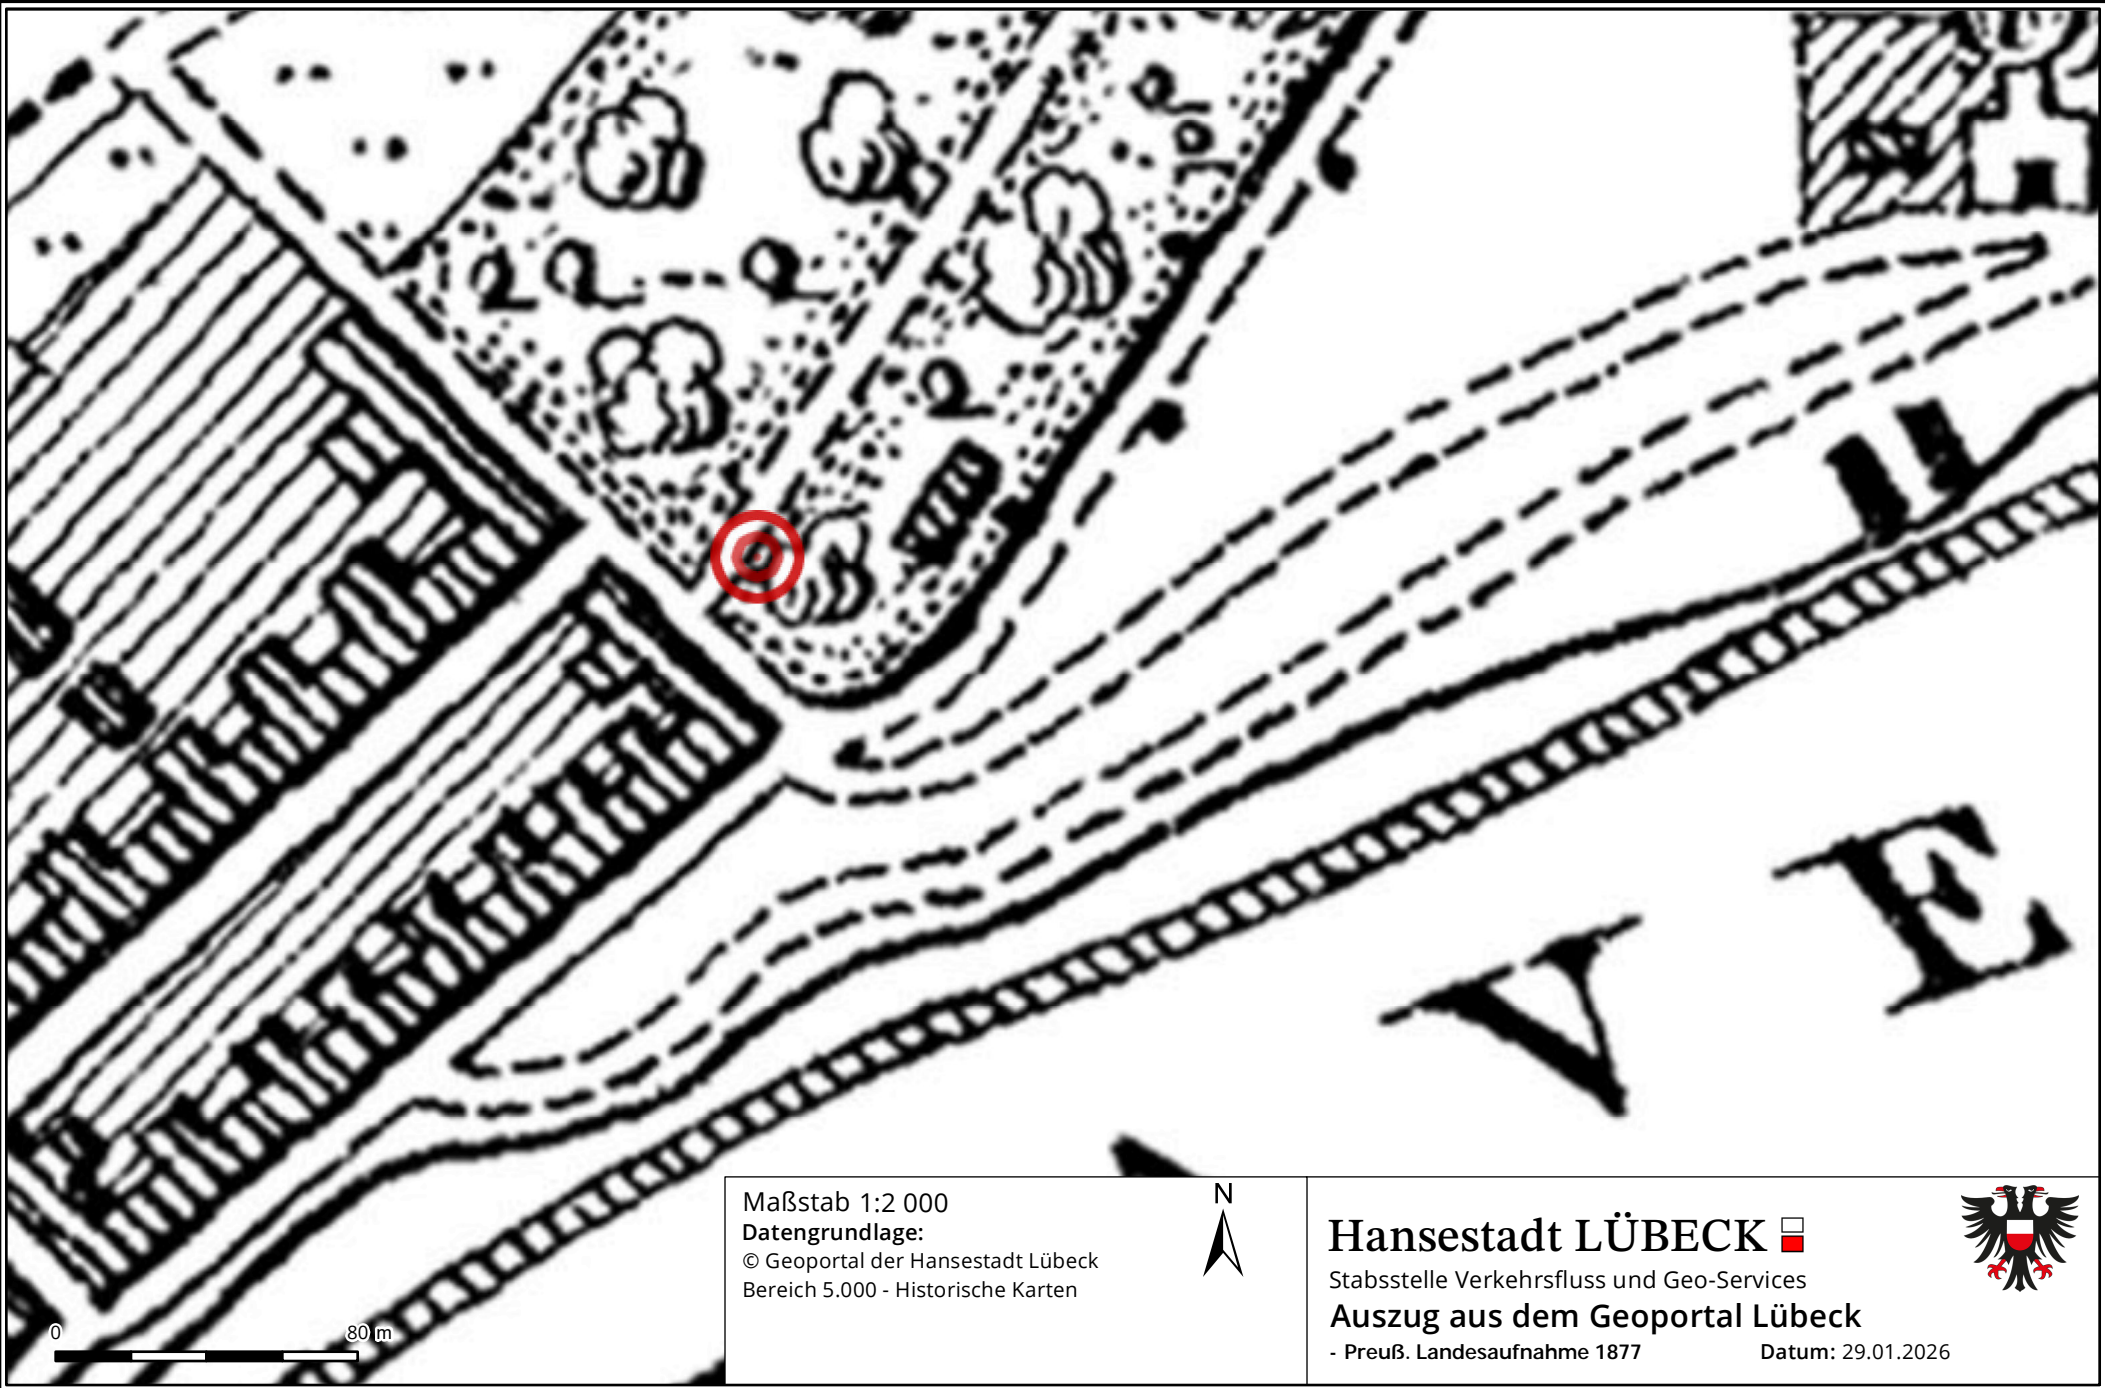 V E
Maßstab 1:2 000
Datengrundlage:
© Geoportal der Hansestadt Lübeck
Bereich 5.000 - Historische Karten
N
Hansestadt LÜBECK
Stabsstelle Verkehrsfluss und Geo-Services
Auszug aus dem Geoportal Lübeck
- Preuß. Landesaufnahme 1877 Datum: 29.01.2026
0 80 m